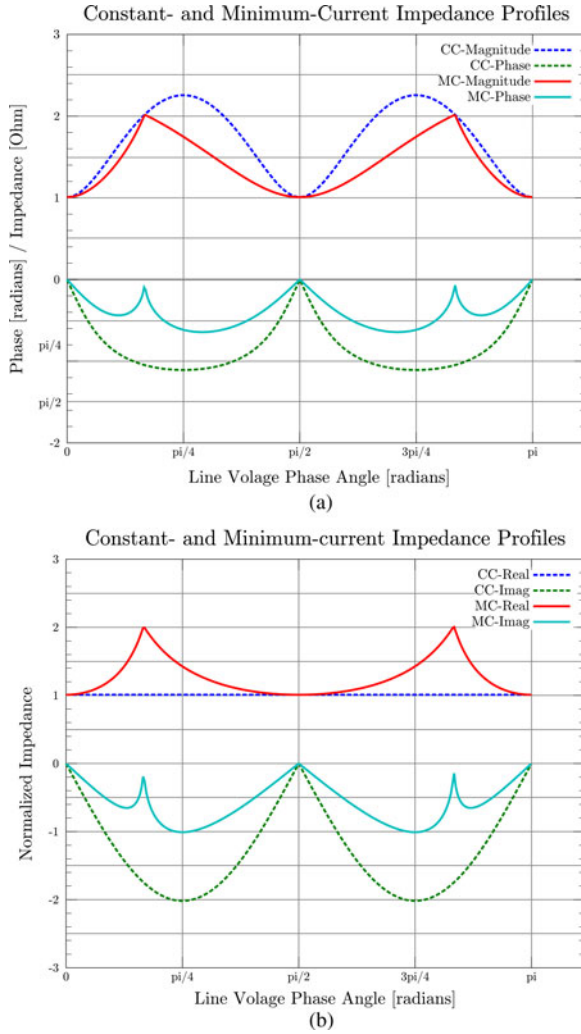 Constant- and Minimum-Current Impedance Profiles
3
CC-Magnitude
CC-Phase
MC-Magnitude
MC-Phase
2
1
0
pi/4
pi/2
-2
Phase [radians] / Impedance [Ohm]
0
pi/4
pi/2
3pi/4
pi
Line Volage Phase Angle [radians]
(a)
Constant- and Minimum-current Impedance Profiles
3
CC-Real
CC-Imag
MC-Real
MC-Imag
2
1
0
-1
-2
-3
Normalized Impedance
0
pi/4
pi/2
3pi/4
pi
Line Volage Phase Angle [radians]
(b)